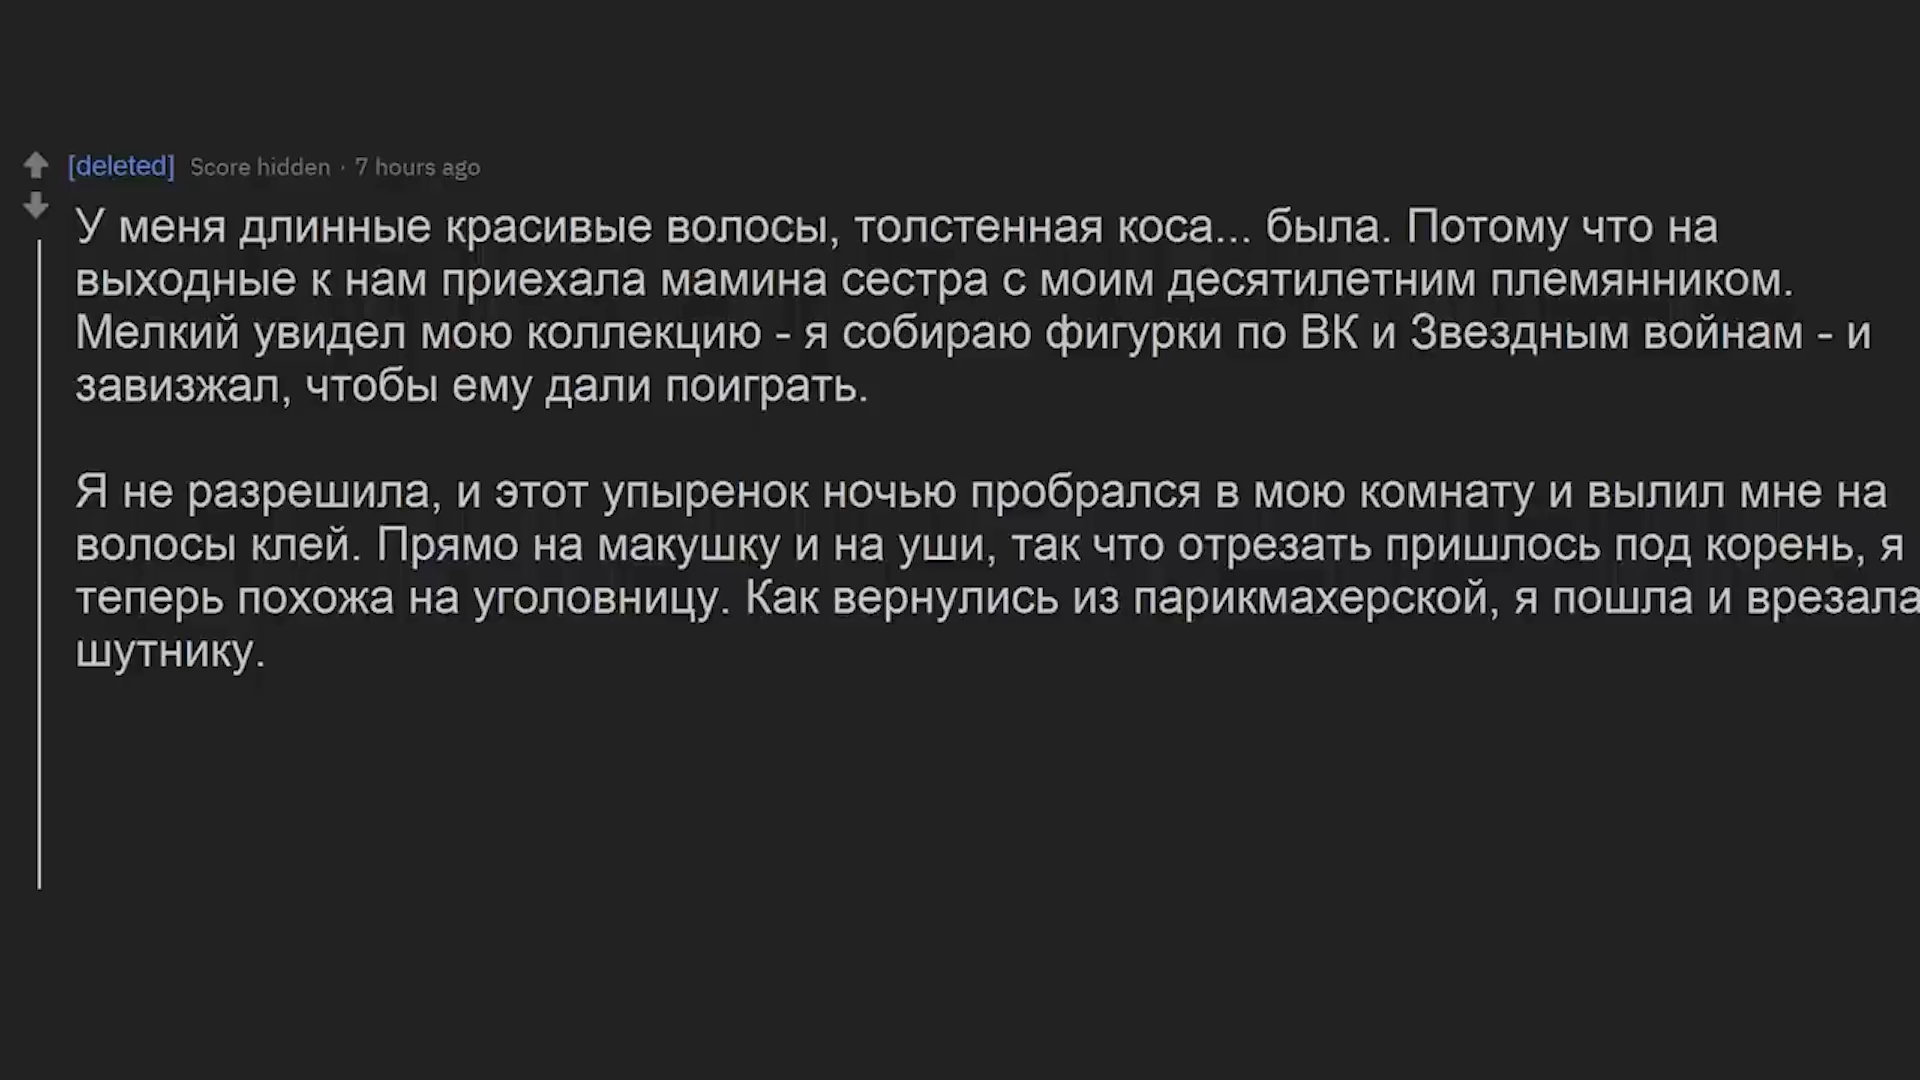 [deleted] Score hidden · 7 hours ago
У меня длинные красивые волосы, толстенная коса... была. Потому что на
выходные к нам приехала мамина сестра с моим десятилетним племянником.
Мелкий увидел мою коллекцию - я собираю фигурки по ВК и Звездным войнам - и
завизжал, чтобы ему дали поиграть.
Я не разрешила, и этот упыренок ночью пробрался в мою комнату и вылил мне на
волосы клей. Прямо на макушку и на уши, так что отрезать пришлось под корень, я
теперь похожа на уголовницу. Как вернулись из парикмахерской, я пошла и врезала
шутнику.